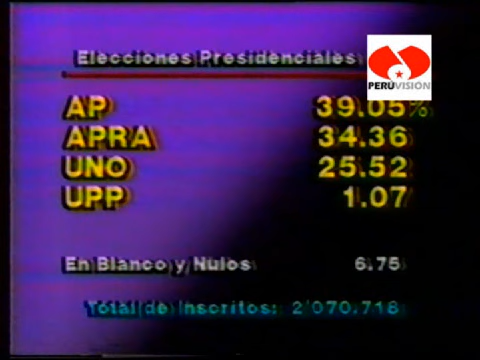 Elecciones Presidenciales
PERÚVISIÓN
AP 39.05%
APRA 34.36
UNO 25.52
UPP 1.07
En Blanco y Nulos 6.75
Total de Inscritos: 2'070.718